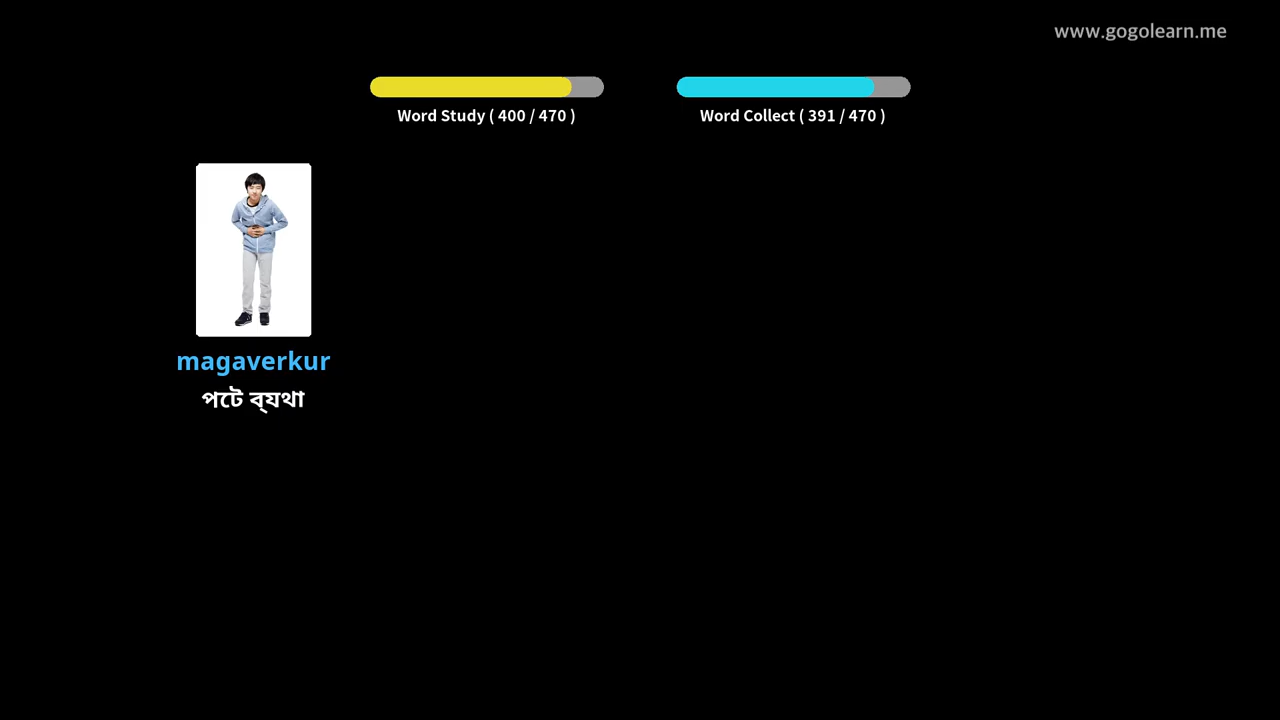 www.gogolearn.me
Word Study ( 400 / 470 )
Word Collect ( 391 / 470 )
magaverkur
পটে ব্যথা